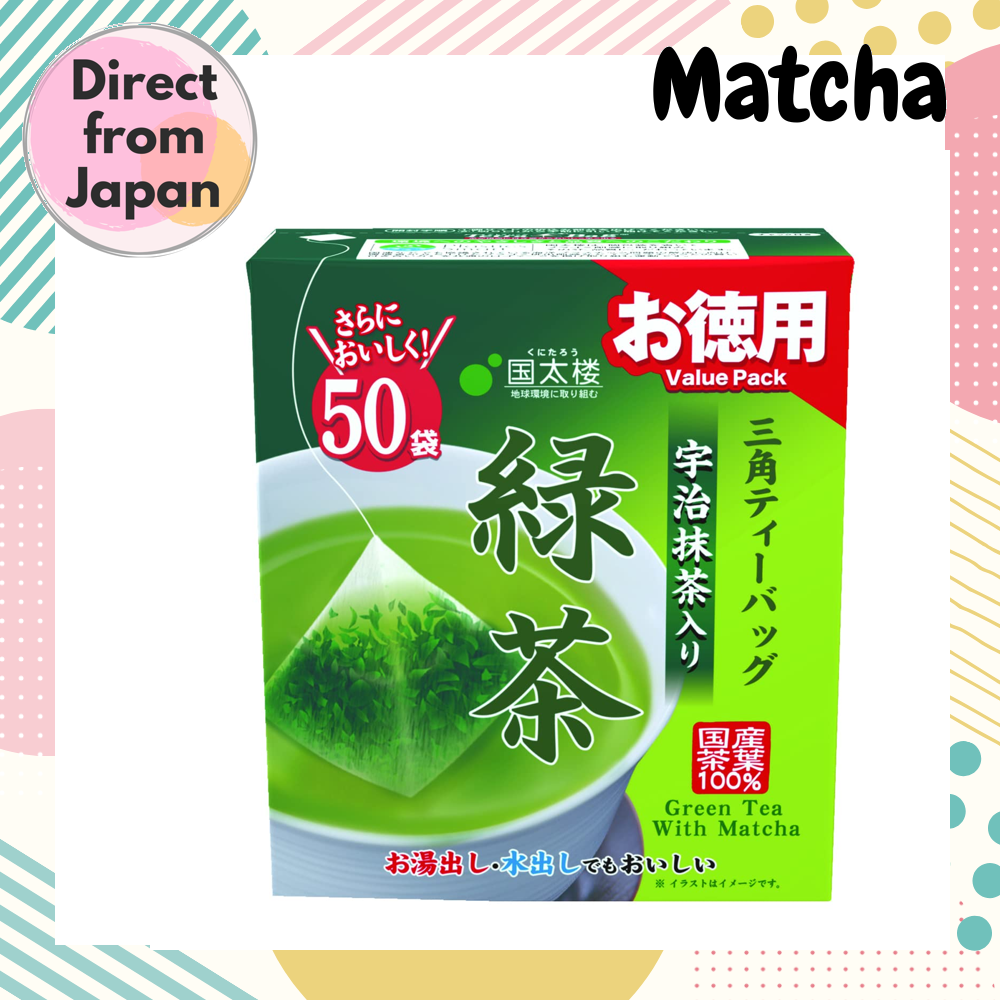 Direct
from
Japan
Matcha
さらに
おいしく!
50袋
くにたろう
国太楼
地球環境に取り組む
お徳用
Value Pack
三角ティーバッグ
宇治抹茶入り
緑茶
国産
茶葉
100%
Green Tea
With Matcha
お湯出し・水出しでもおいしい
※ イラストはイメージです。